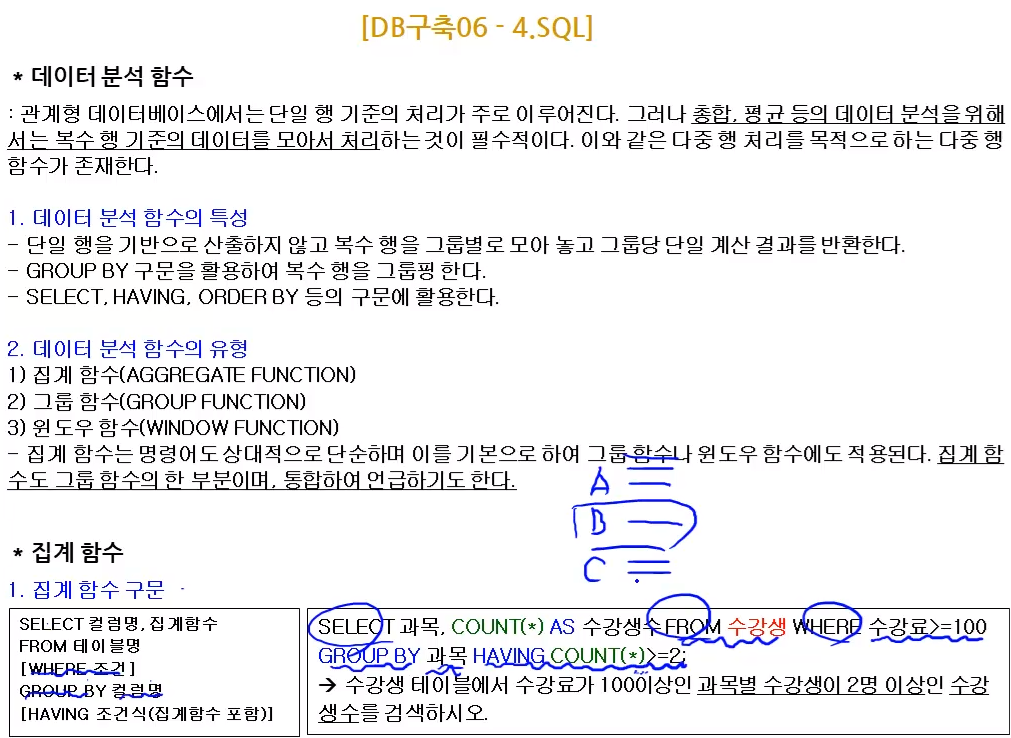 [DB구축06 - 4.SQL]
* 데이터 분석 함수
: 관계형 데이터베이스에서는 단일 행 기준의 처리가 주로 이루어진다. 그러나 총합, 평균 등의 데이터 분석을 위해
서는 복수 행 기준의 데이터를 모아서 처리하는 것이 필수적이다. 이와 같은 다중 행 처리를 목적으로 하는 다중 행
함수가 존재한다.
1. 데이터 분석 함수의 특성
- 단일 행을 기반으로 산출하지 않고 복수 행을 그룹별로 모아 놓고 그룹당 단일 계산 결과를 반환한다.
- GROUP BY 구문을 활용하여 복수 행을 그룹핑 한다.
- SELECT, HAVING, ORDER BY 등의 구문에 활용한다.
2. 데이터 분석 함수의 유형
1) 집계 함수(AGGREGATE FUNCTION)
2) 그룹 함수(GROUP FUNCTION)
3) 윈도우 함수(WINDOW FUNCTION)
- 집계 함수는 명령어도 상대적으로 단순하며 이를 기본으로 하여 그룹 함수나 윈도우 함수에도 적용된다. 집계 함
수도 그룹 함수의 한 부분이며, 통합하여 언급하기도 한다.
A
B
C
* 집계 함수
1. 집계 함수 구문
SELECT 컬럼명, 집계함수
FROM 테이블명
[WHERE 조건]
GROUP BY 컬럼명
[HAVING 조건식(집계함수 포함)]
SELECT 과목, COUNT(*) AS 수강생수 FROM 수강생 WHERE 수강료>=100
GROUP BY 과목 HAVING COUNT(*)>=2;
→ 수강생 테이블에서 수강료가 100이상인 과목별 수강생이 2명 이상인 수강
생수를 검색하시오.